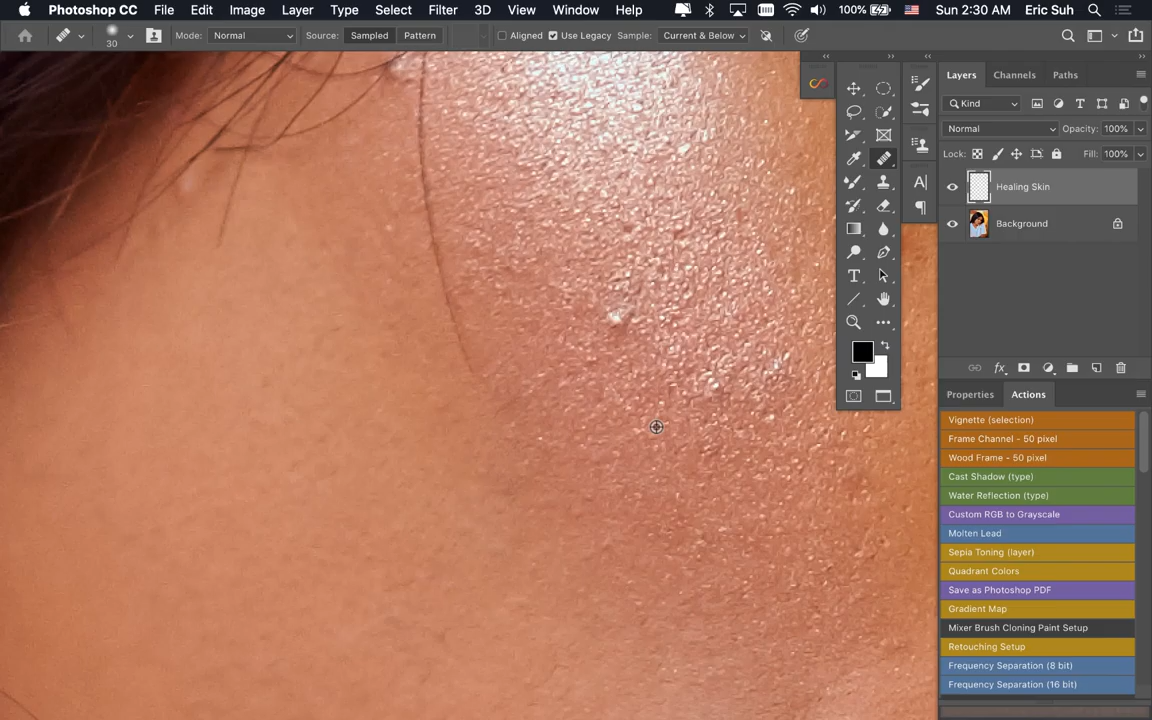 Photoshop CC File Edit Image Layer Type Select Filter 3D View Window Help 100% Sun 2:30 AM Eric Suh
30 Mode: Normal Source: Sampled Pattern Aligned Use Legacy Sample: Current & Below
Layers Channels Paths
Kind
Normal Opacity: 100%
Lock: Fill: 100%
Healing Skin
Background
fx
Properties Actions
Vignette (selection)
Frame Channel - 50 pixel
Wood Frame - 50 pixel
Cast Shadow (type)
Water Reflection (type)
Custom RGB to Grayscale
Molten Lead
Sepia Toning (layer)
Quadrant Colors
Save as Photoshop PDF
Gradient Map
Mixer Brush Cloning Paint Setup
Retouching Setup
Frequency Separation (8 bit)
Frequency Separation (16 bit)